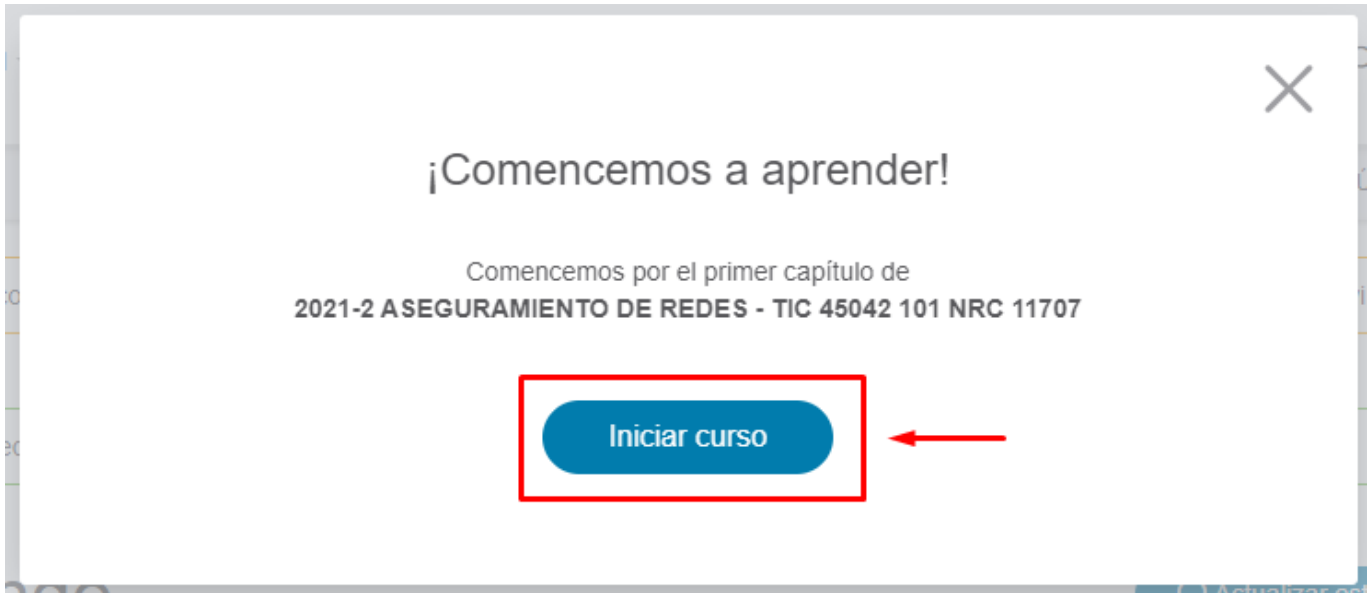 ¡Comencemos a aprender!
Comencemos por el primer capítulo de
2021-2 ASEGURAMIENTO DE REDES - TIC 45042 101 NRC 11707
Iniciar curso
Actualizar